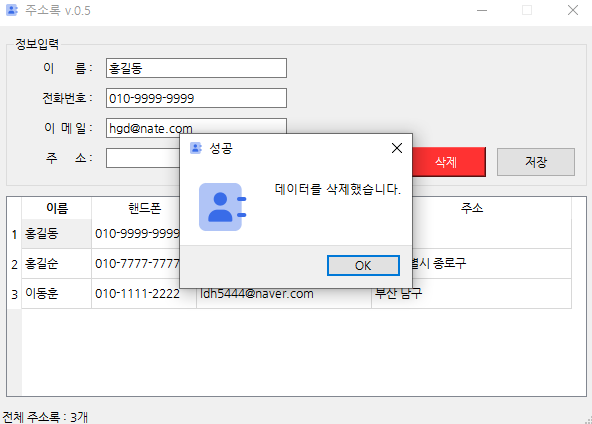 주소록 v.0.5
정보입력
이 름 : 홍길동
전화번호 : 010-9999-9999
이 메 일 : hgd@nate.com
주 소 :
삭제 저장
성공
데이터를 삭제했습니다.
OK
이름 핸드폰 주소
1 홍길동 010-9999-9999
2 홍길순 010-7777-7777 별시 종로구
3 이동훈 010-1111-2222 ldh5444@naver.com 부산 남구
전체 주소록 : 3개